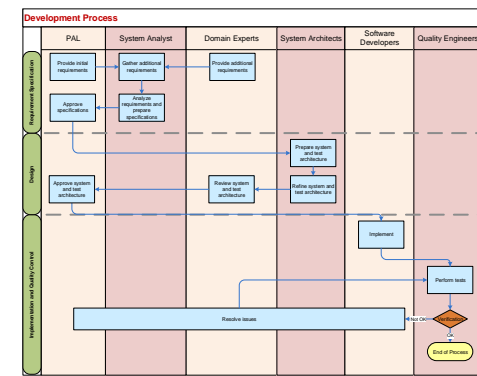 Development Process
PAL
System Analyst
Domain Experts
System Architects
Software
Developers
Quality Engineers
Requirement Specification
Provide initial
requirements
Gather additional
requirements
Provide additional
requirements
Approve
specifications
Analyze
requirements and
prepare
specifications
Design
Prepare system
and test
architecture
Approve system
and test
architecture
Review system
and test
architecture
Refine system and
test architecture
Implementation and Quality Control
Implement
Perform tests
Resolve issues
Not OK
Verification
OK
End of Process